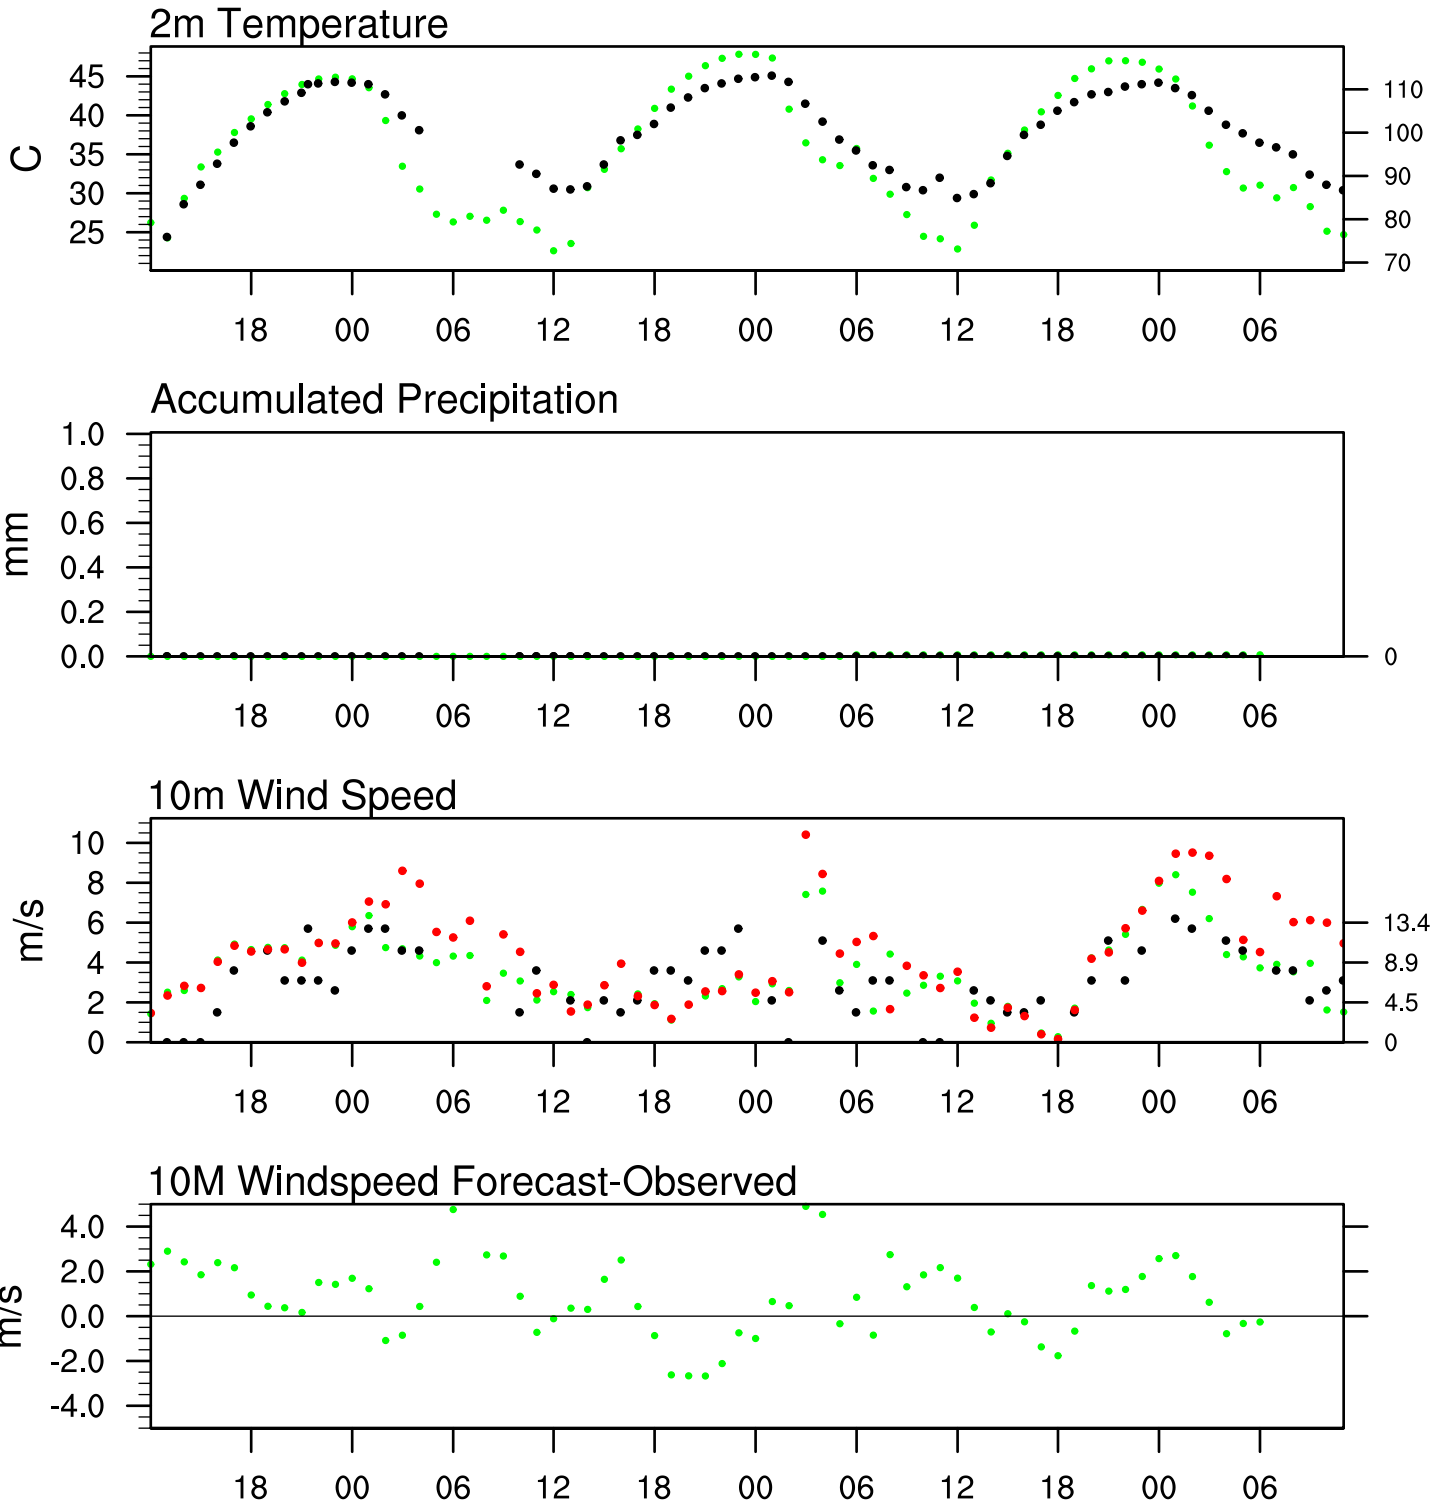 2m Temperature
45
40
35
30
25
C
110
100
90
80
70
18 00 06 12 18 00 06 12 18 00 06
Accumulated Precipitation
1.0
0.8
0.6
0.4
0.2
0.0
mm
0
18 00 06 12 18 00 06 12 18 00 06
10m Wind Speed
10
8
6
4
2
0
m/s
13.4
8.9
4.5
0
18 00 06 12 18 00 06 12 18 00 06
10M Windspeed Forecast-Observed
4.0
2.0
0.0
-2.0
-4.0
m/s
18 00 06 12 18 00 06 12 18 00 06